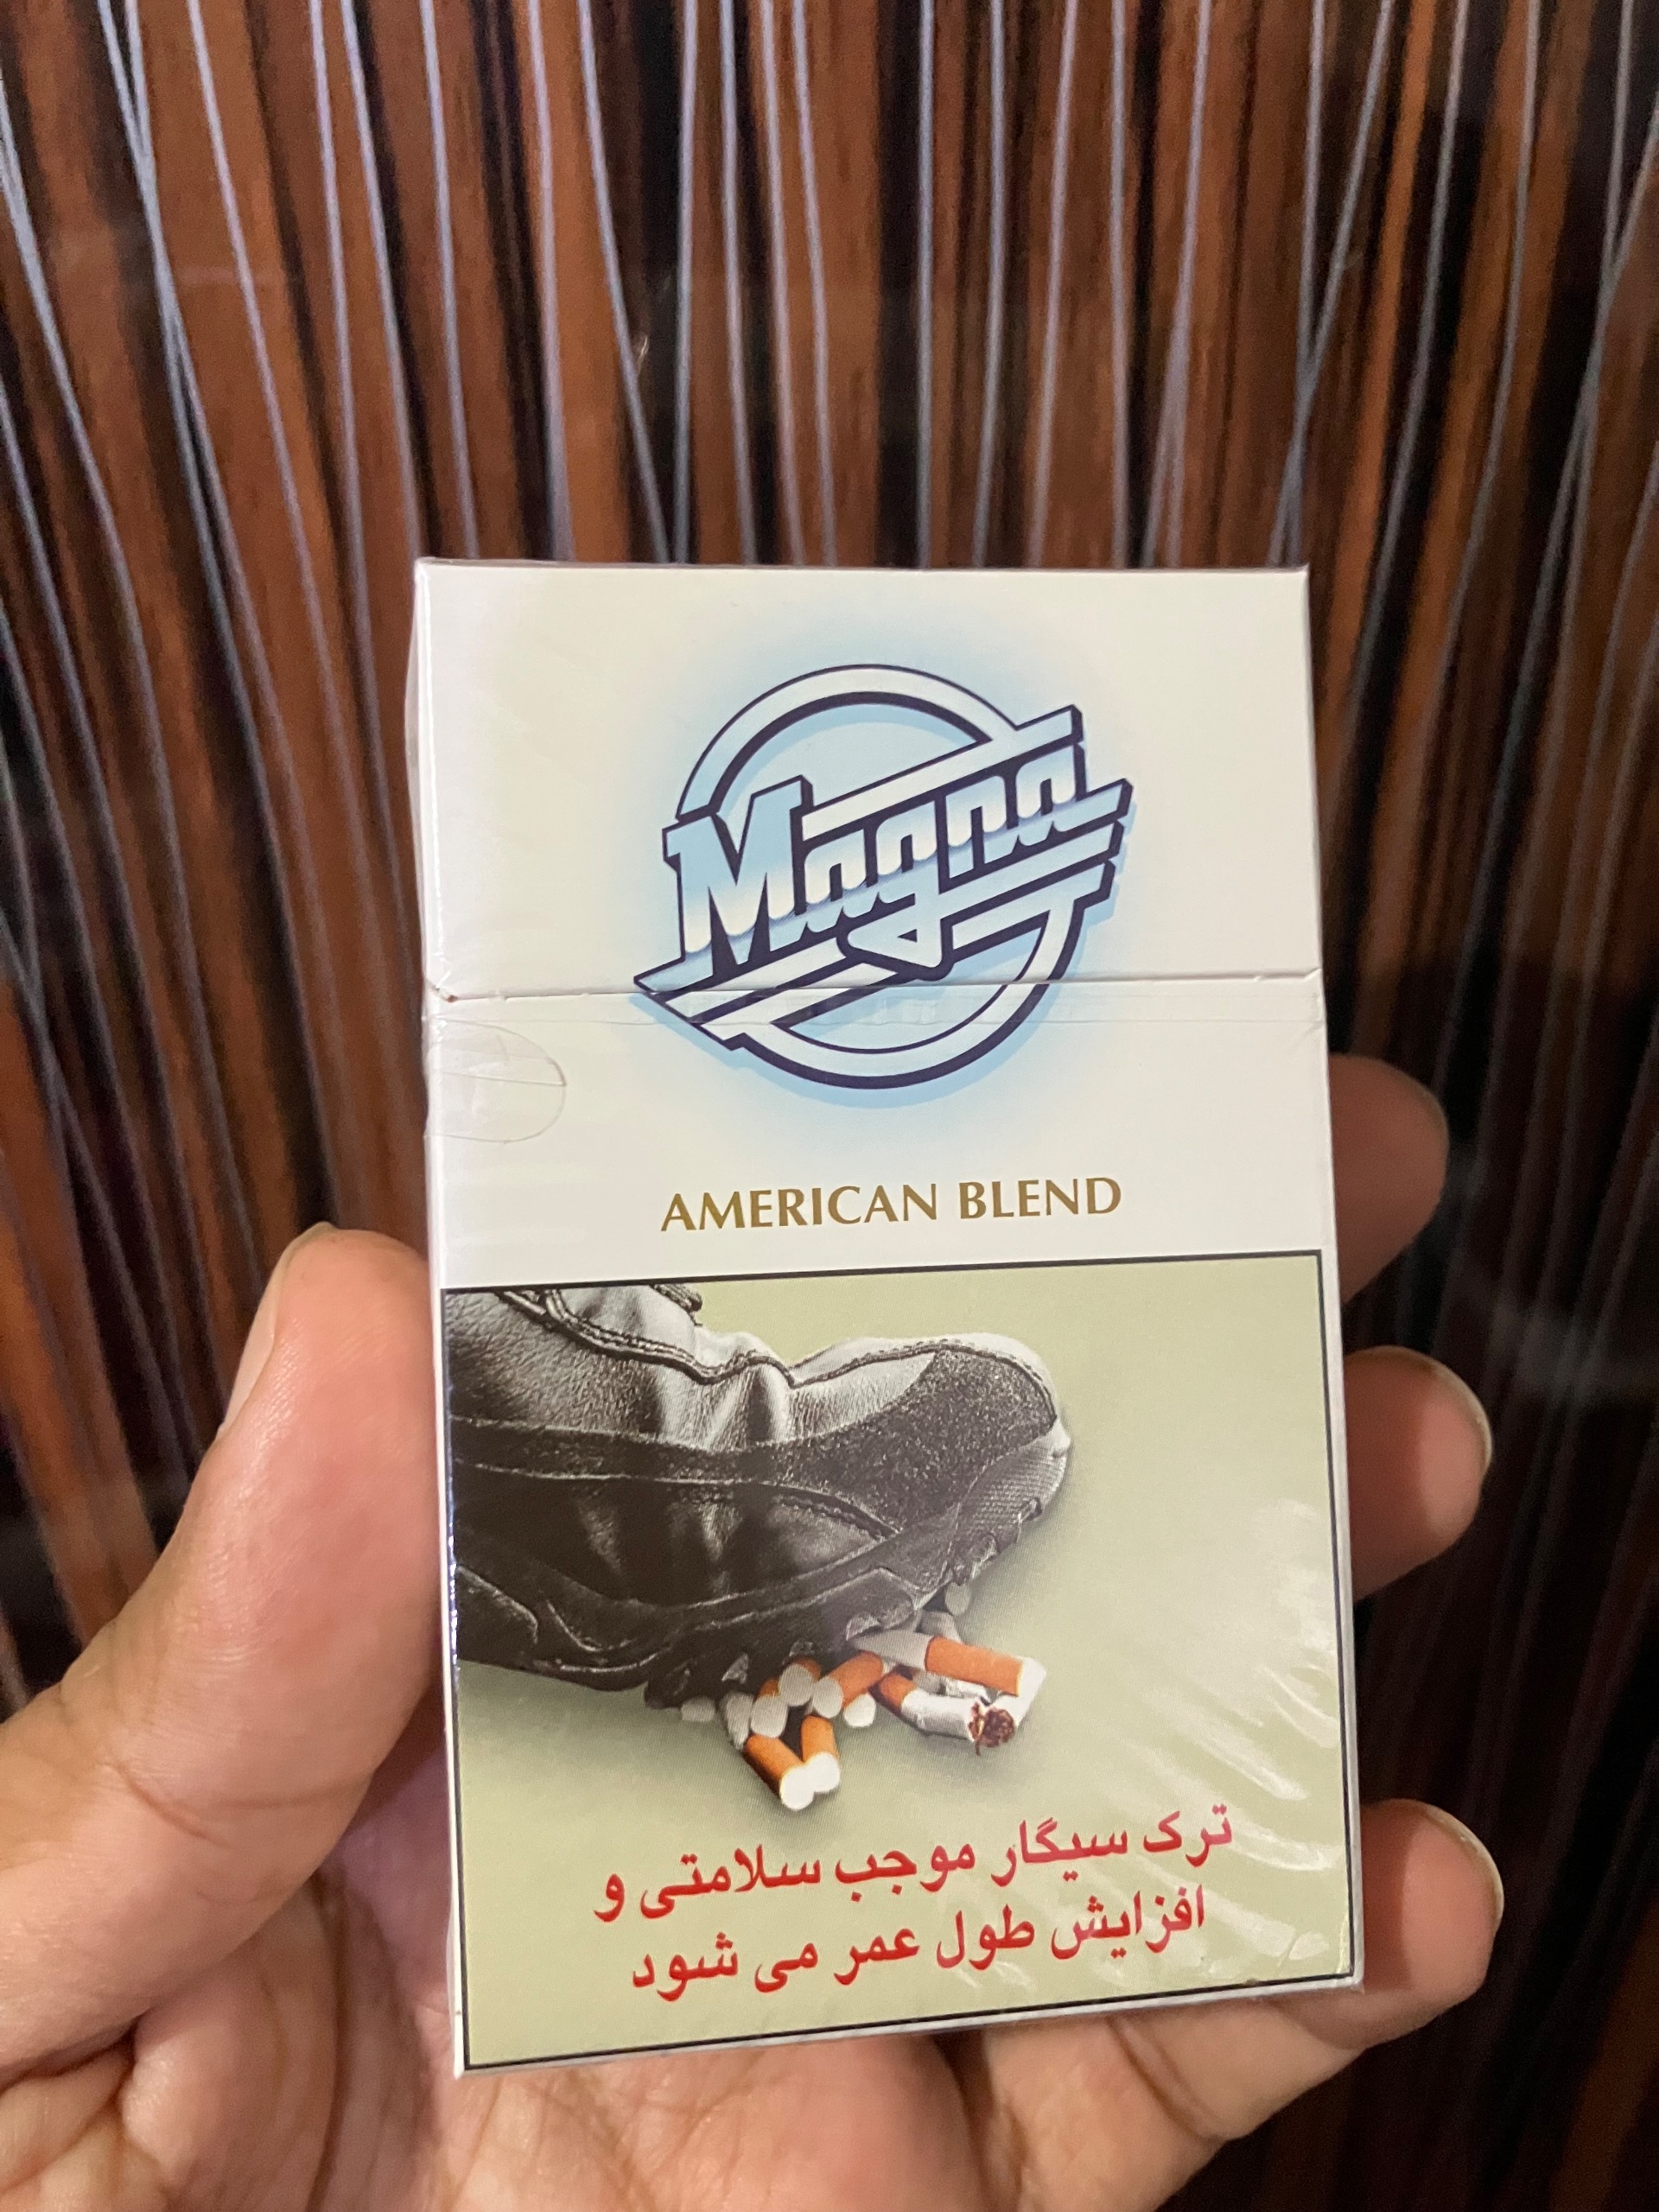 Magna
AMERICAN BLEND
ترک سیگار موجب سلامتی و
افزایش طول عمر می شود